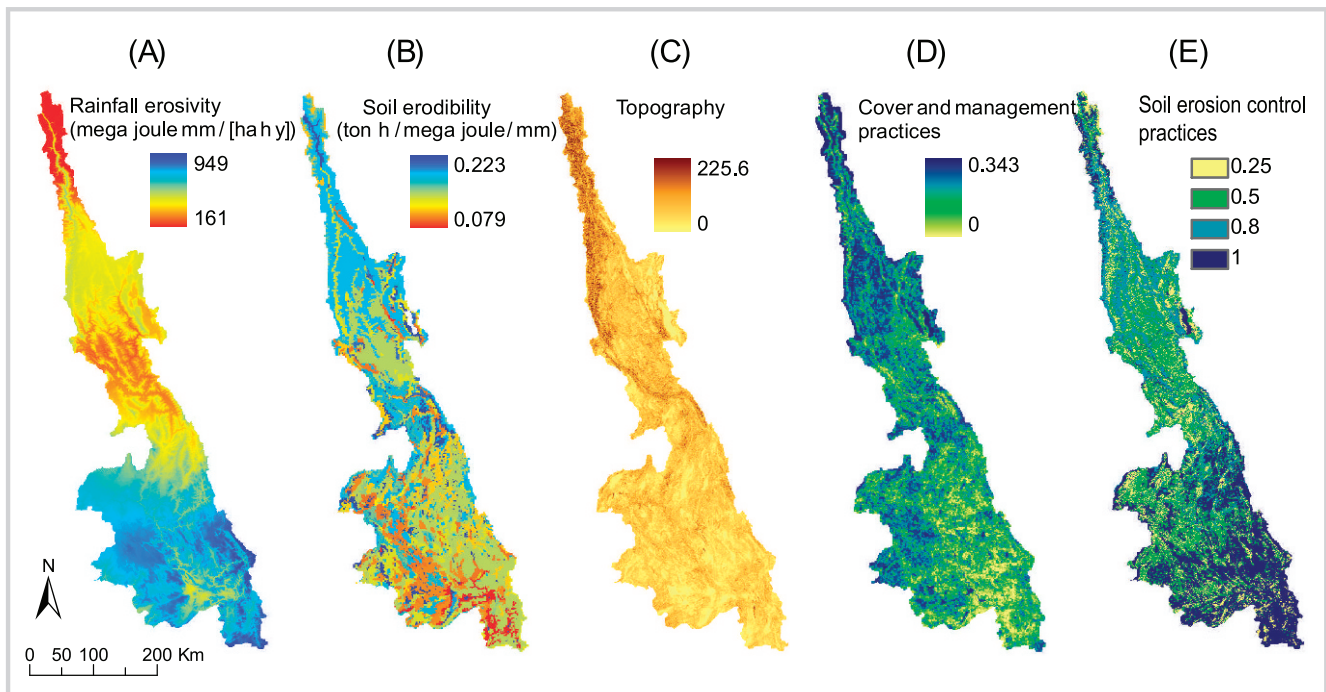 (A)
(B)
(C)
(D)
(E)
Rainfall erosivity
(mega joule mm / [ha h y])
949
161
Soil erodibility
(ton h / mega joule / mm)
0.223
0.079
Topography
225.6
0
Cover and management
practices
0.343
0
Soil erosion control
practices
0.25
0.5
0.8
1
N
0 50 100 200 Km